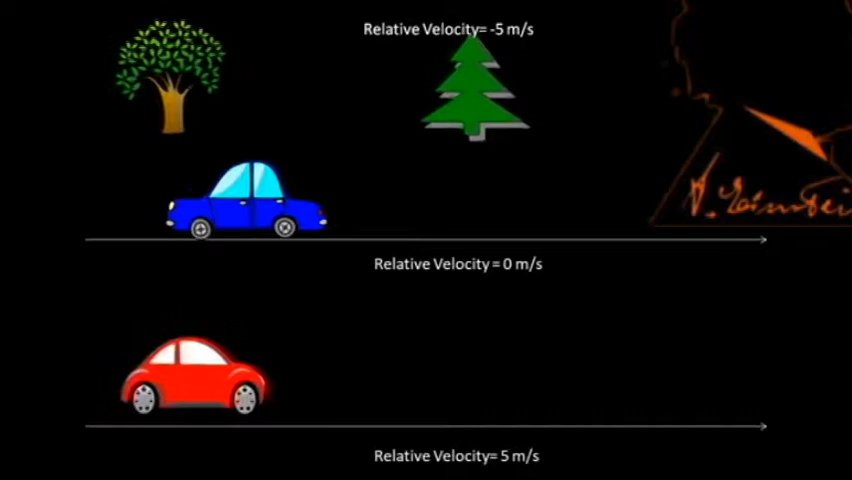 Relative Velocity= -5 m/s
Relative Velocity = 0 m/s
Relative Velocity= 5 m/s